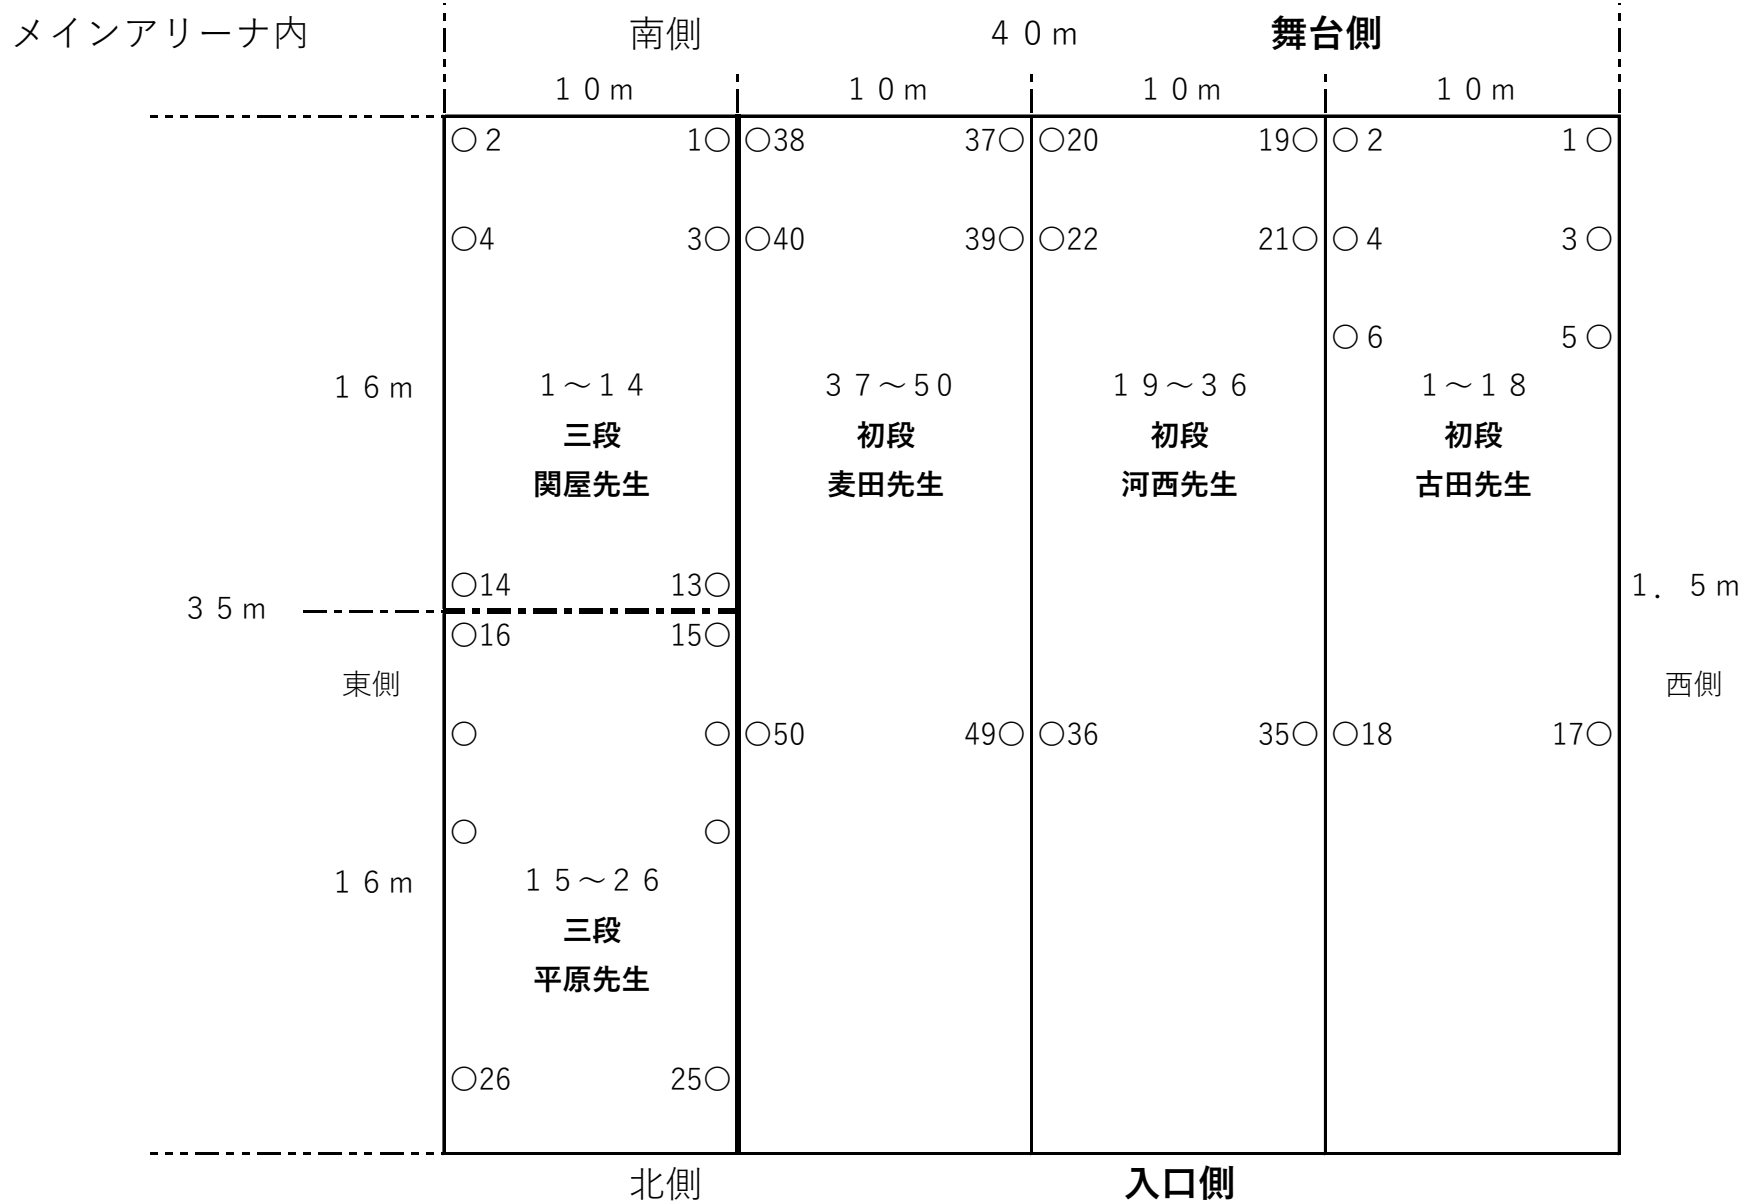 メインアリーナ内 南側 ４０ｍ 舞台側
１０ｍ １０ｍ １０ｍ １０ｍ
○ 2 1○ ○38 37○ ○20 19○ ○ 2 1 ○
○4 3○ ○40 39○ ○22 21○ ○ 4 3 ○
○ 6 5 ○
１６ｍ １～１４ ３７～５０ １９～３６ １～１８
三段 初段 初段 初段
関屋先生 麦田先生 河西先生 古田先生
○14 13○ １．５ｍ
３５ｍ
○16 15○
東側 西側
○ ○ ○50 49○ ○36 35○ ○18 17○
○ ○
１６ｍ １５～２６
三段
平原先生
○26 25○
北側 入口側